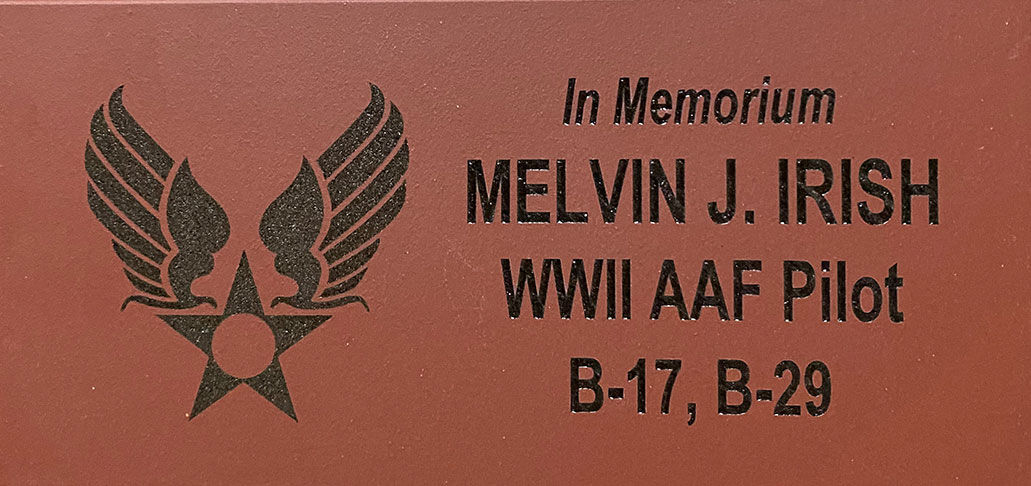 In Memorium
MELVIN J. IRISH
WWII AAF Pilot
B-17, B-29